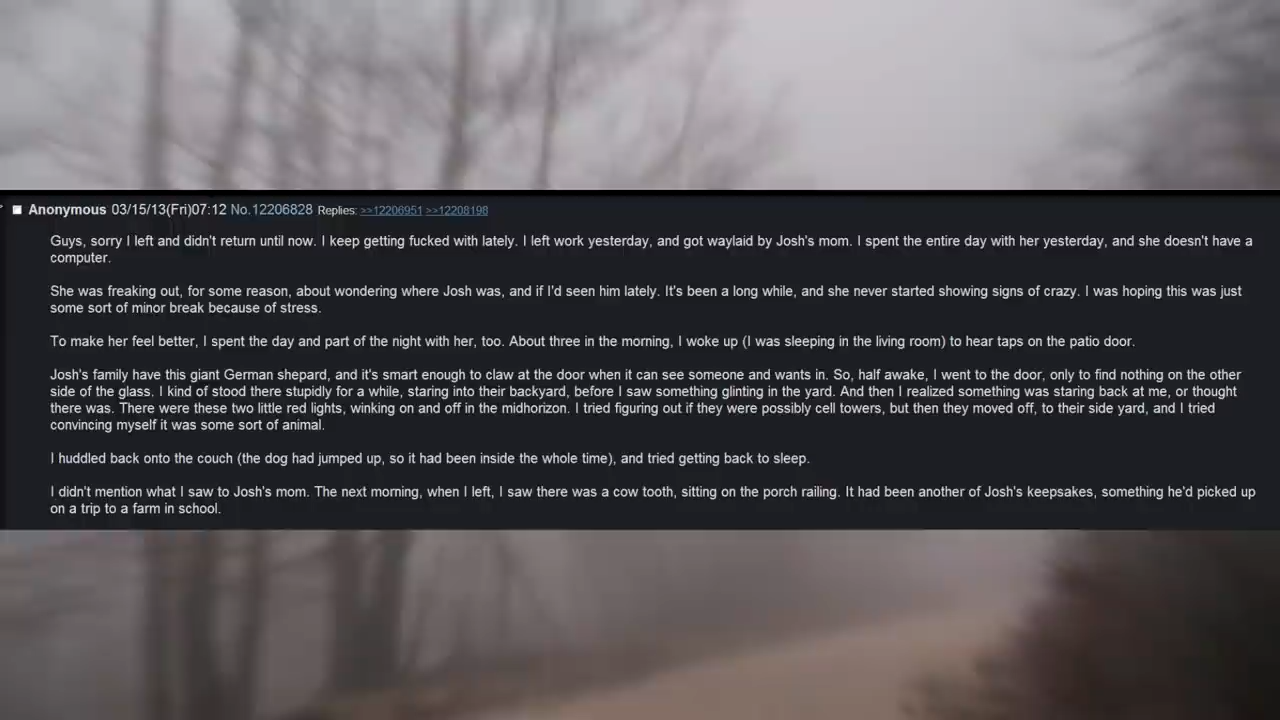 Anonymous 03/15/13(Fri)07:12 No.12206828 Replies: >>12206951 >>12208198
Guys, sorry I left and didn't return until now. I keep getting fucked with lately. I left work yesterday, and got waylaid by Josh's mom. I spent the entire day with her yesterday, and she doesn't have a
computer.
She was freaking out, for some reason, about wondering where Josh was, and if I'd seen him lately. It's been a long while, and she never started showing signs of crazy. I was hoping this was just
some sort of minor break because of stress.
To make her feel better, I spent the day and part of the night with her, too. About three in the morning, I woke up (I was sleeping in the living room) to hear taps on the patio door.
Josh's family have this giant German shepard, and it's smart enough to claw at the door when it can see someone and wants in. So, half awake, I went to the door, only to find nothing on the other
side of the glass. I kind of stood there stupidly for a while, staring into their backyard, before I saw something glinting in the yard. And then I realized something was staring back at me, or thought
there was. There were these two little red lights, winking on and off in the midhorizon. I tried figuring out if they were possibly cell towers, but then they moved off, to their side yard, and I tried
convincing myself it was some sort of animal.
I huddled back onto the couch (the dog had jumped up, so it had been inside the whole time), and tried getting back to sleep.
I didn't mention what I saw to Josh's mom. The next morning, when I left, I saw there was a cow tooth, sitting on the porch railing. It had been another of Josh's keepsakes, something he'd picked up
on a trip to a farm in school.